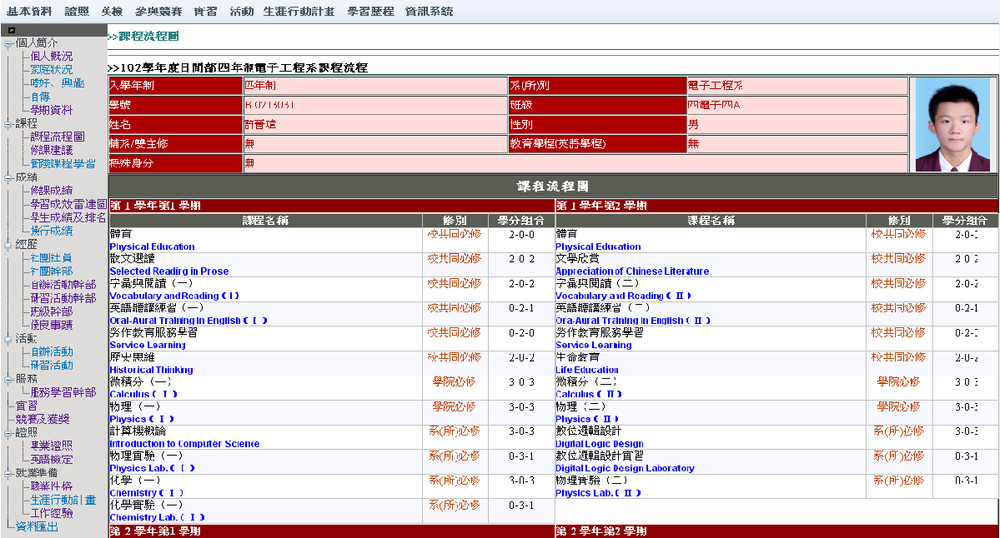 基本資料 證照 英檢 參與競賽 實習 活動 生涯行動計畫 學習歷程 資訊系統
>>課程流程圖
>>102學年度日間部四年制電子工程系課程流程
個人簡介
個人概況
家庭狀況
嗜好、興趣
自傳
學期資料
課程
課程流程圖
修課建議
實踐課程學習
成績
修課成績
學習成效雷達圖
學生成績及排名
操行成績
經歷
社團社員
社團幹部
自辦活動幹部
研習活動幹部
班級幹部
優良事蹟
活動
自辦活動
研習活動
服務
服務學習幹部
實習
競賽及獲獎
證照
專業證照
英語檢定
就業準備
職業性格
生涯行動計畫
工作經驗
資料匯出
入學年制 四年制 系(所)別 電子工程系
學號 班級 四電子四A
姓名 許晉瑋 性別 男
輔系/雙主修 無 教育學程(英語學程) 無
特殊身分 無
課程流程圖
第 1 學年第1 學期 第 1 學年第2 學期
課程名稱 修別 學分組合 課程名稱 修別 學分組合
體育 校共同必修 2-0-0 體育 校共同必修 2-0-0
Physical Education Physical Education
散文選讀 校共同必修 2-0-2 文學欣賞 校共同必修 2-0-2
Selected Reading in Prose Appreciation of Chinese Literature
字彙與閱讀（一） 校共同必修 2-0-2 字彙與閱讀（二） 校共同必修 2-0-2
Vocabulary and Reading（Ⅰ） Vocabulary and Reading（Ⅱ）
英語聽講練習（一） 校共同必修 0-2-1 英語聽講練習（二） 校共同必修 0-2-1
Oral-Aural Training in English（Ⅰ） Oral-Aural Training in English（Ⅱ）
勞作教育服務學習 校共同必修 0-2-0 勞作教育服務學習 校共同必修 0-2-0
Service Learning Service Learning
歷史思維 校共同必修 2-0-2 生命教育 校共同必修 2-0-2
Historical Thinking Life Education
微積分（一） 學院必修 3-0-3 微積分（二） 學院必修 3-0-3
Calculus（Ⅰ） Calculus（Ⅱ）
物理（一） 學院必修 3-0-3 物理（二） 學院必修 3-0-3
Physics（Ⅰ） Physics（Ⅱ）
計算機概論 系(所)必修 3-0-3 數位邏輯設計 系(所)必修 3-0-3
Introduction to Computer Science Digital Logic Design
物理實驗（一） 系(所)必修 0-3-1 數位邏輯設計實習 系(所)必修 0-3-1
Physics Lab.（Ⅰ） Digital Logic Design Laboratory
化學（一） 系(所)必修 3-0-3 物理實驗（二） 系(所)必修 0-3-1
Chemistry（Ⅰ） Physics Lab.（Ⅱ）
化學實驗（一） 系(所)必修 0-3-1
Chemistry Lab.（Ⅰ）
第 2 學年第1 學期 第 2 學年第2 學期